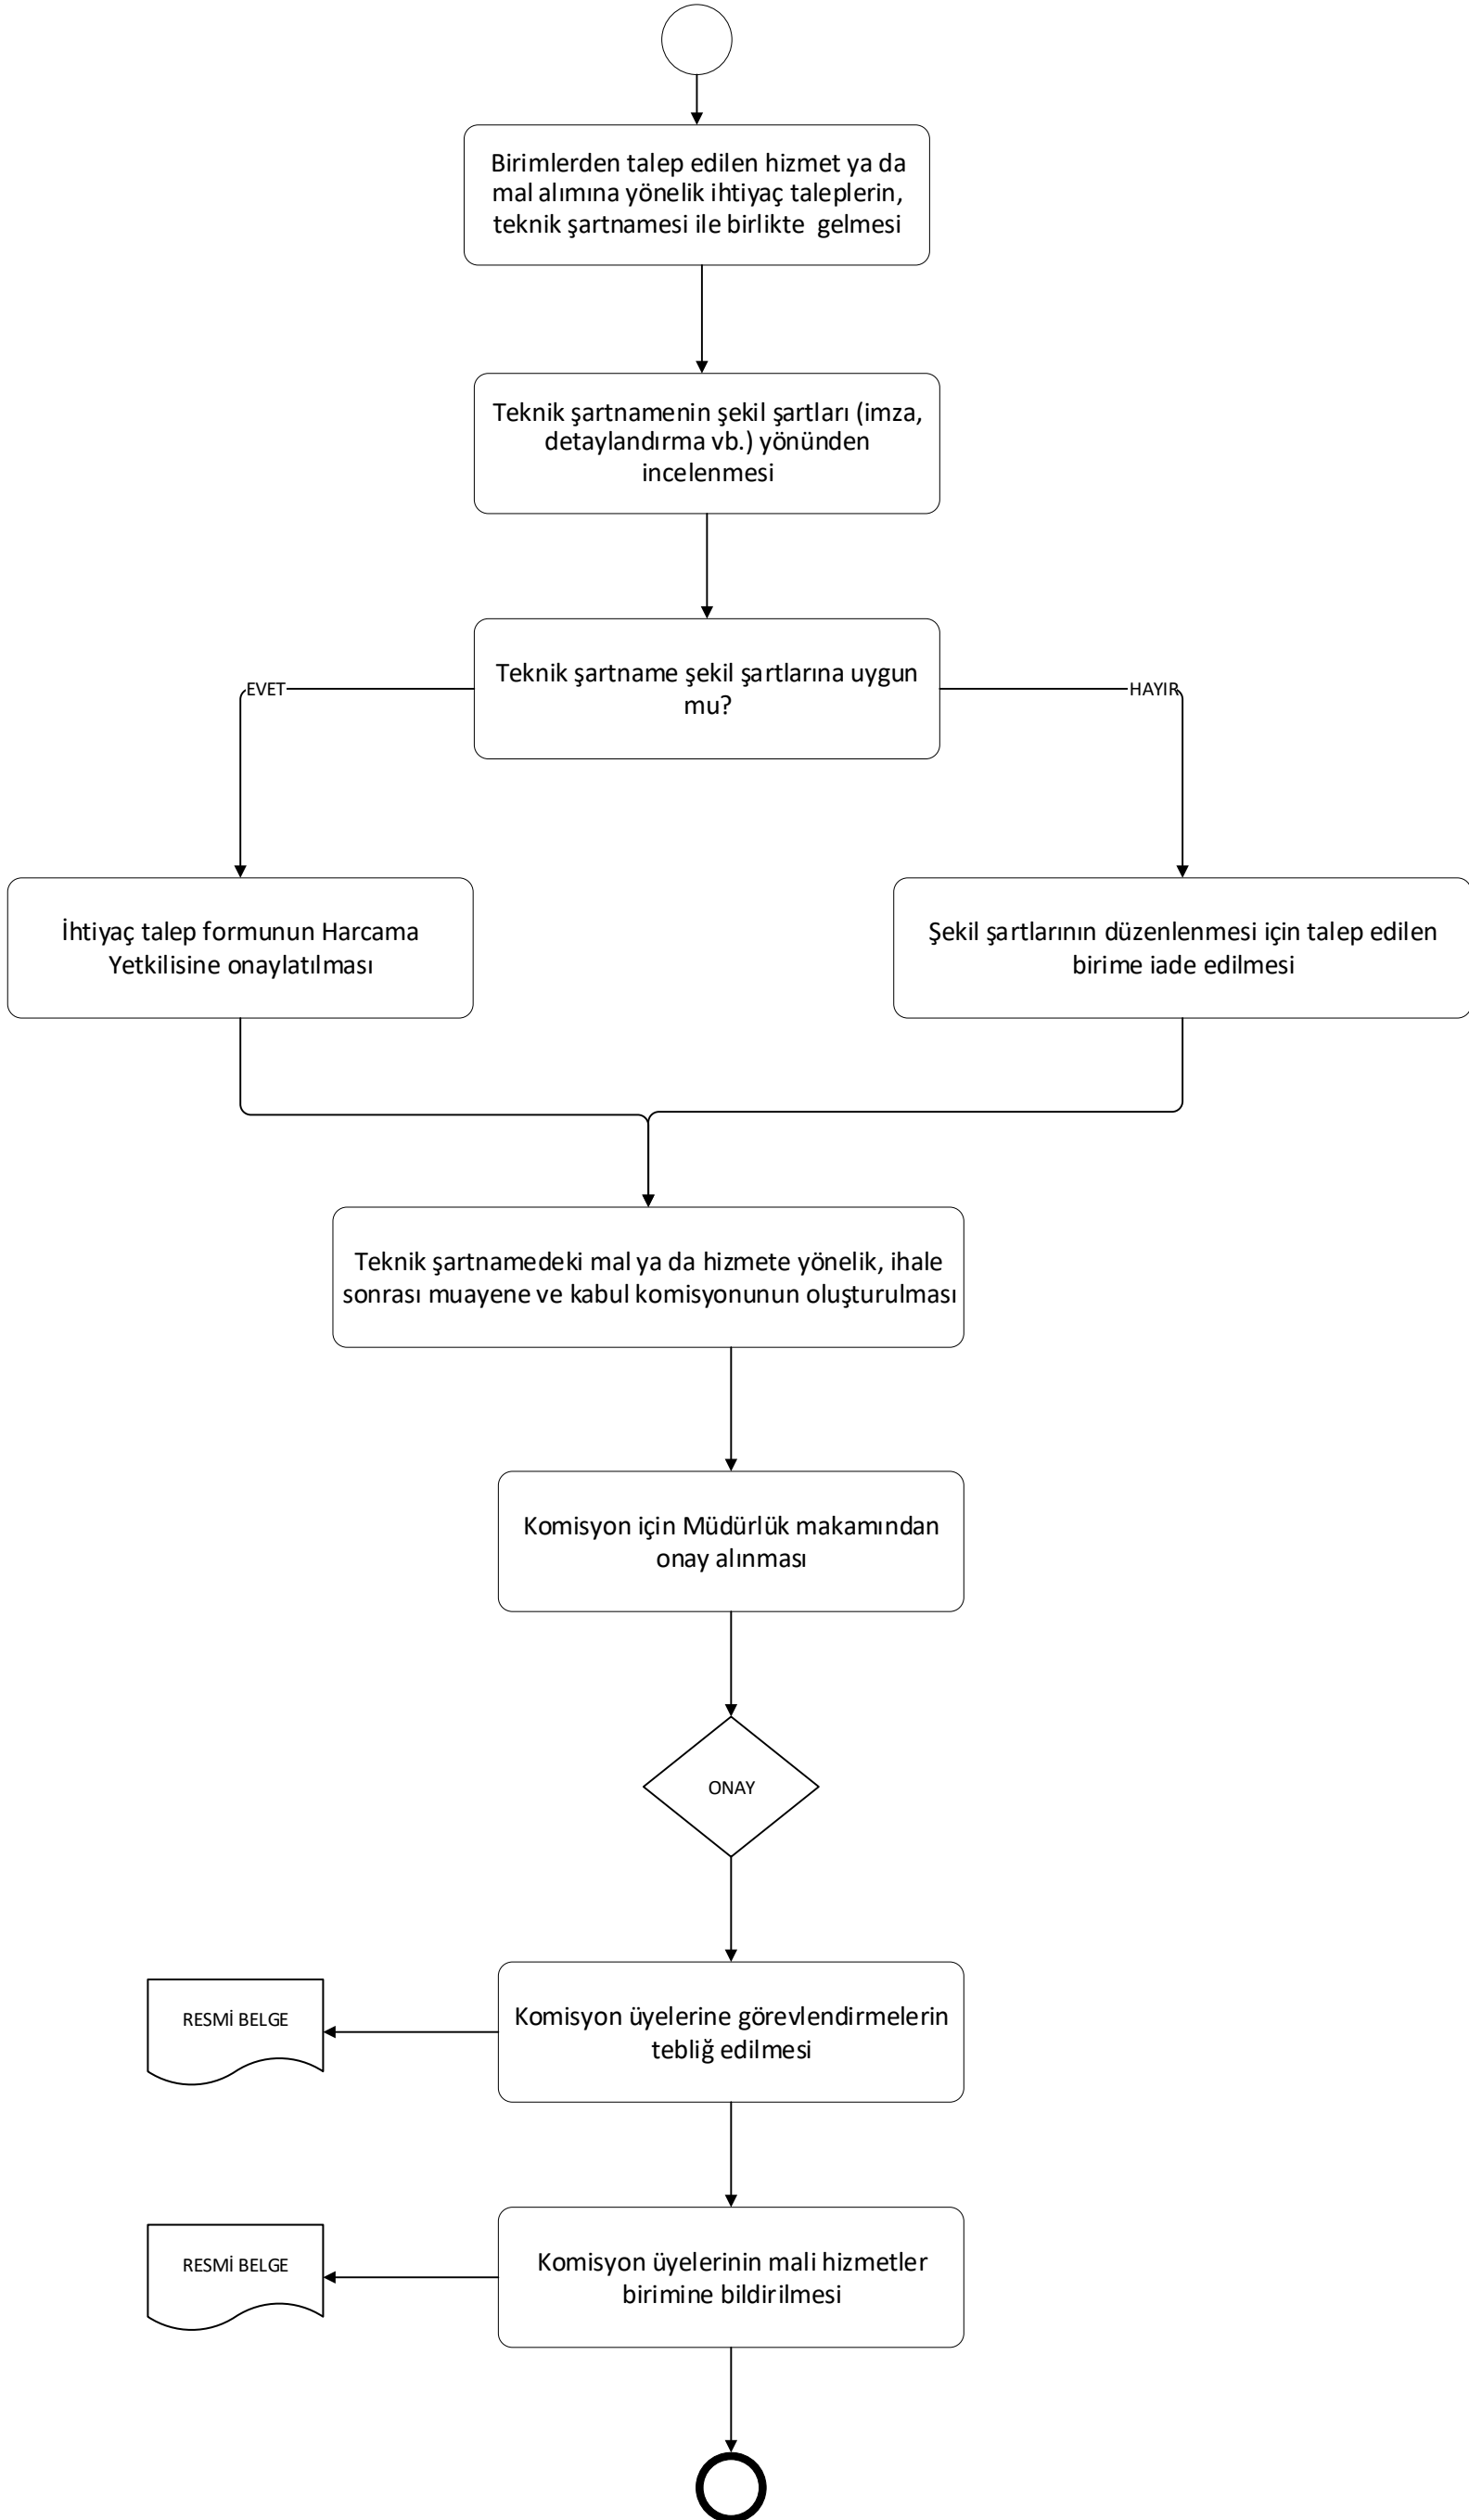 Birimlerden talep edilen hizmet ya da
mal alımına yönelik ihtiyaç taleplerin,
teknik şartnamesi ile birlikte gelmesi
Teknik şartnamenin şekil şartları (imza,
detaylandırma vb.) yönünden
incelenmesi
Teknik şartname şekil şartlarına uygun
mu?
EVET
HAYIR
İhtiyaç talep formunun Harcama
Yetkilisine onaylatılması
Şekil şartlarının düzenlenmesi için talep edilen
birime iade edilmesi
Teknik şartnamedeki mal ya da hizmete yönelik, ihale
sonrası muayene ve kabul komisyonunun oluşturulması
Komisyon için Müdürlük makamından
onay alınması
ONAY
Komisyon üyelerine görevlendirmelerin
tebliğ edilmesi
RESMİ BELGE
Komisyon üyelerinin mali hizmetler
birimine bildirilmesi
RESMİ BELGE